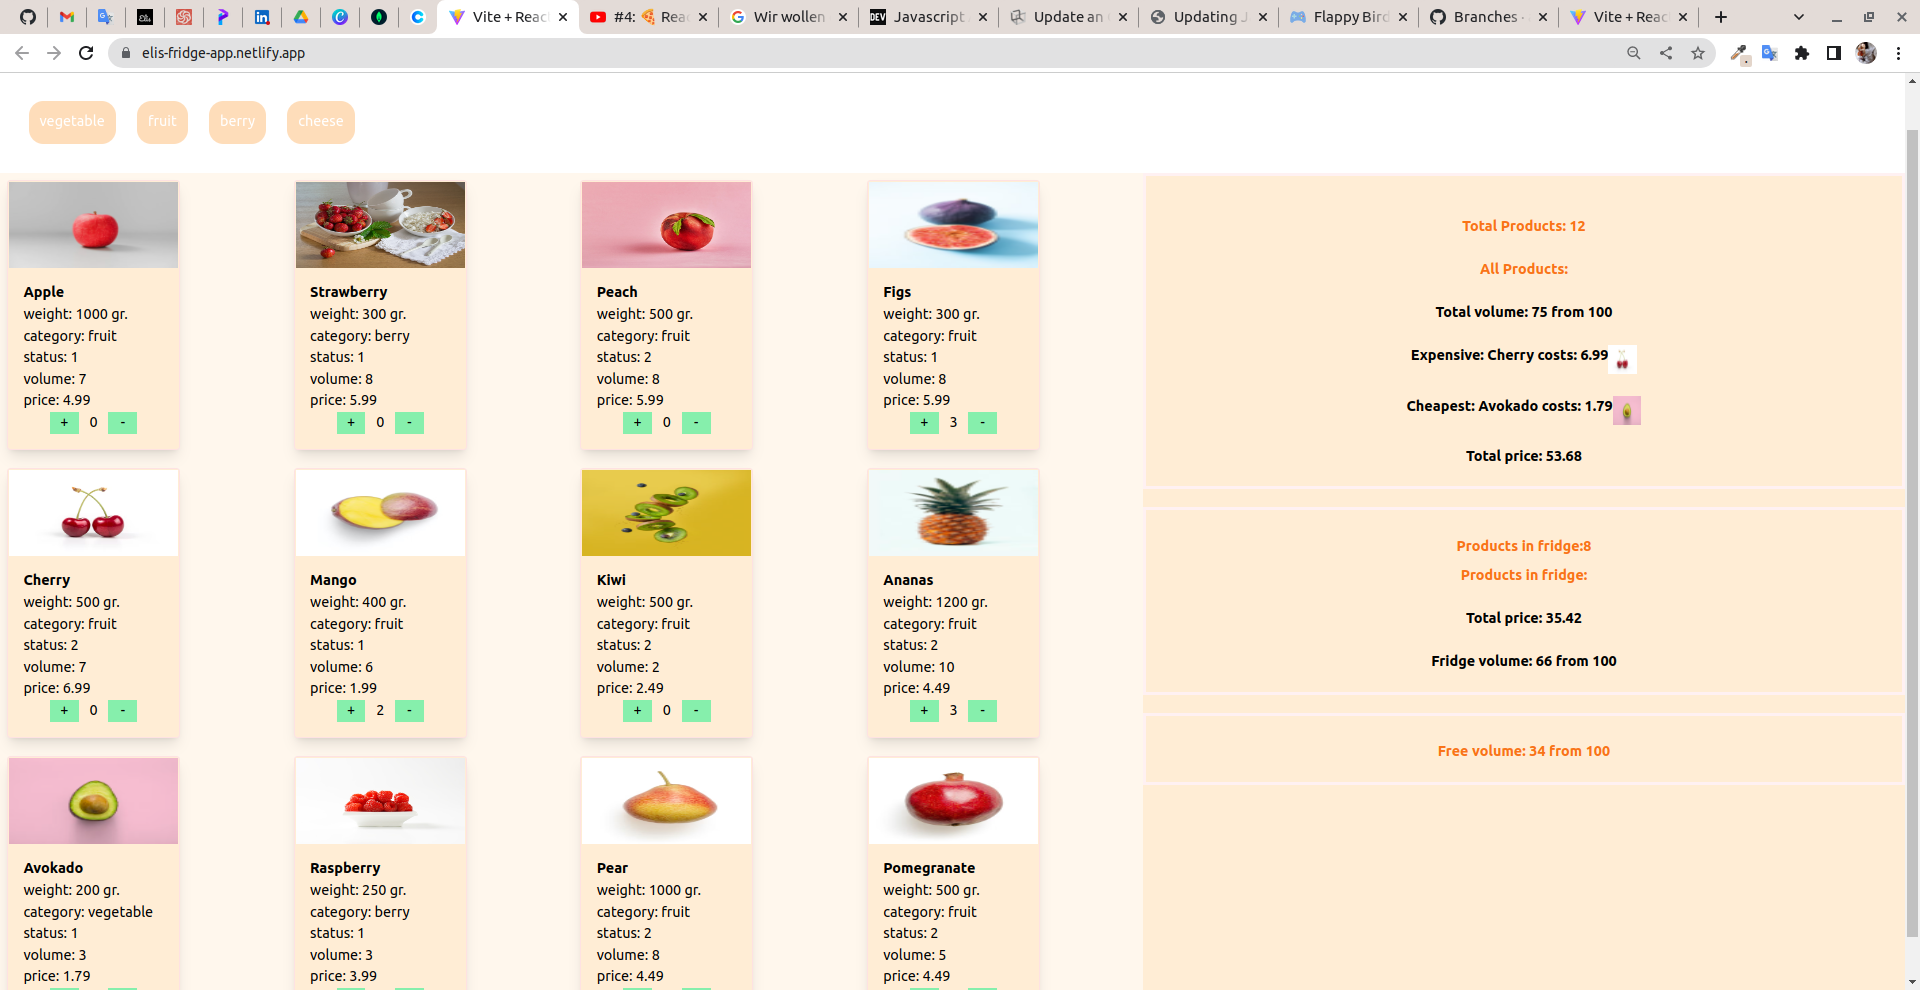 Vite + Reac
#4: 🍕 Reac
Wir wollen
Javascript
Update an
Updating J
Flappy Bird
Branches ·
Vite + Reac
elis-fridge-app.netlify.app
vegetable fruit berry cheese
Apple
weight: 1000 gr.
category: fruit
status: 1
volume: 7
price: 4.99
+ 0 -
Strawberry
weight: 300 gr.
category: berry
status: 1
volume: 8
price: 5.99
+ 0 -
Peach
weight: 500 gr.
category: fruit
status: 2
volume: 8
price: 5.99
+ 0 -
Figs
weight: 300 gr.
category: fruit
status: 1
volume: 8
price: 5.99
+ 3 -
Cherry
weight: 500 gr.
category: fruit
status: 2
volume: 7
price: 6.99
+ 0 -
Mango
weight: 400 gr.
category: fruit
status: 1
volume: 6
price: 1.99
+ 2 -
Kiwi
weight: 500 gr.
category: fruit
status: 2
volume: 2
price: 2.49
+ 0 -
Ananas
weight: 1200 gr.
category: fruit
status: 2
volume: 10
price: 4.49
+ 3 -
Avokado
weight: 200 gr.
category: vegetable
status: 1
volume: 3
price: 1.79
Raspberry
weight: 250 gr.
category: berry
status: 1
volume: 3
price: 3.99
Pear
weight: 1000 gr.
category: fruit
status: 2
volume: 8
price: 4.49
Pomegranate
weight: 500 gr.
category: fruit
status: 2
volume: 5
price: 4.49
Total Products: 12
All Products:
Total volume: 75 from 100
Expensive: Cherry costs: 6.99
Cheapest: Avokado costs: 1.79
Total price: 53.68
Products in fridge:8
Products in fridge:
Total price: 35.42
Fridge volume: 66 from 100
Free volume: 34 from 100